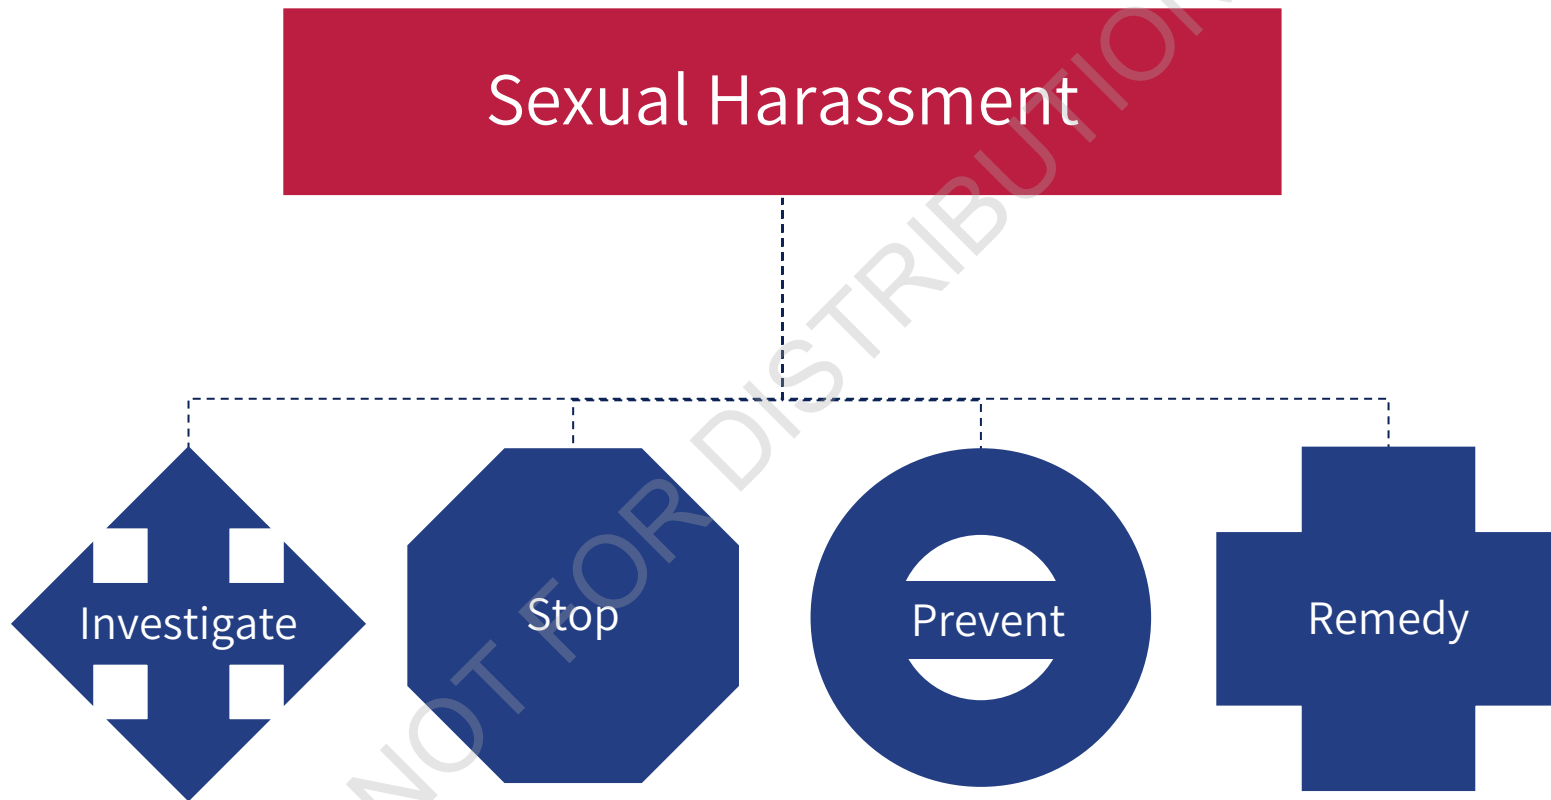 Sexual Harassment
Investigate
Stop
Prevent
Remedy
NOT FOR DISTRIBUTION